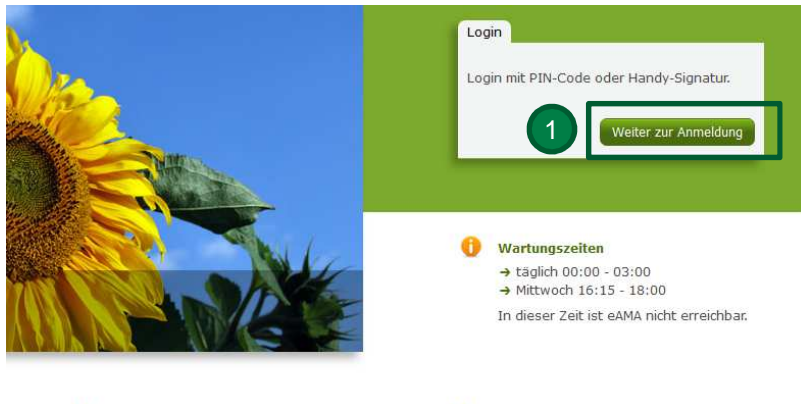 Login
Login mit PIN-Code oder Handy-Signatur.
1
Weiter zur Anmeldung
Wartungszeiten
→ täglich 00:00 - 03:00
→ Mittwoch 16:15 - 18:00
In dieser Zeit ist eAMA nicht erreichbar.